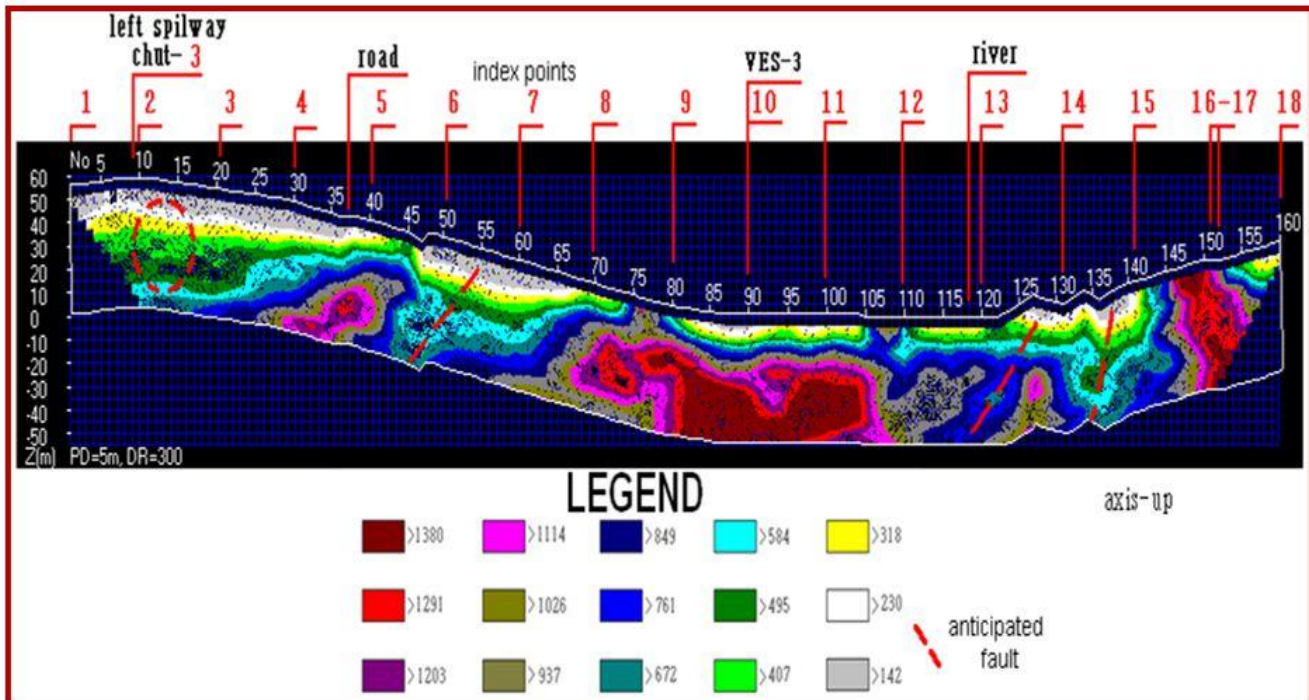 left spilway
chut- 3
road
index points
VES-3
river
1 2 3 4 5 6 7 8 9 10 11 12 13 14 15 16-17 18
No 5 10 15 20 25 30 35 40 45 50 55 60 65 70 75 80 85 90 95 100 105 110 115 120 125 130 135 140 145 150 155 160
60
50
40
30
20
10
0
-10
-20
-30
-40
-50
Z(m) PD=5m, DR=300
LEGEND
axis-up
>1380 >1114 >849 >584 >318
>1291 >1026 >761 >495 >230
anticipated
fault
>1203 >937 >672 >407 >142